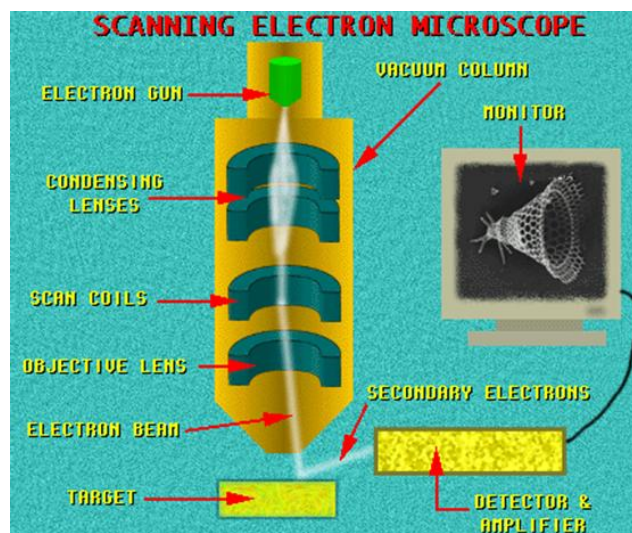 SCANNING ELECTRON MICROSCOPE
VACUUM COLUMN
ELECTRON GUN
MONITOR
CONDENSING
LENSES
SCAN COILS
OBJECTIVE LENS
SECONDARY ELECTRONS
ELECTRON BEAM
TARGET
DETECTOR &
AMPLIFIER